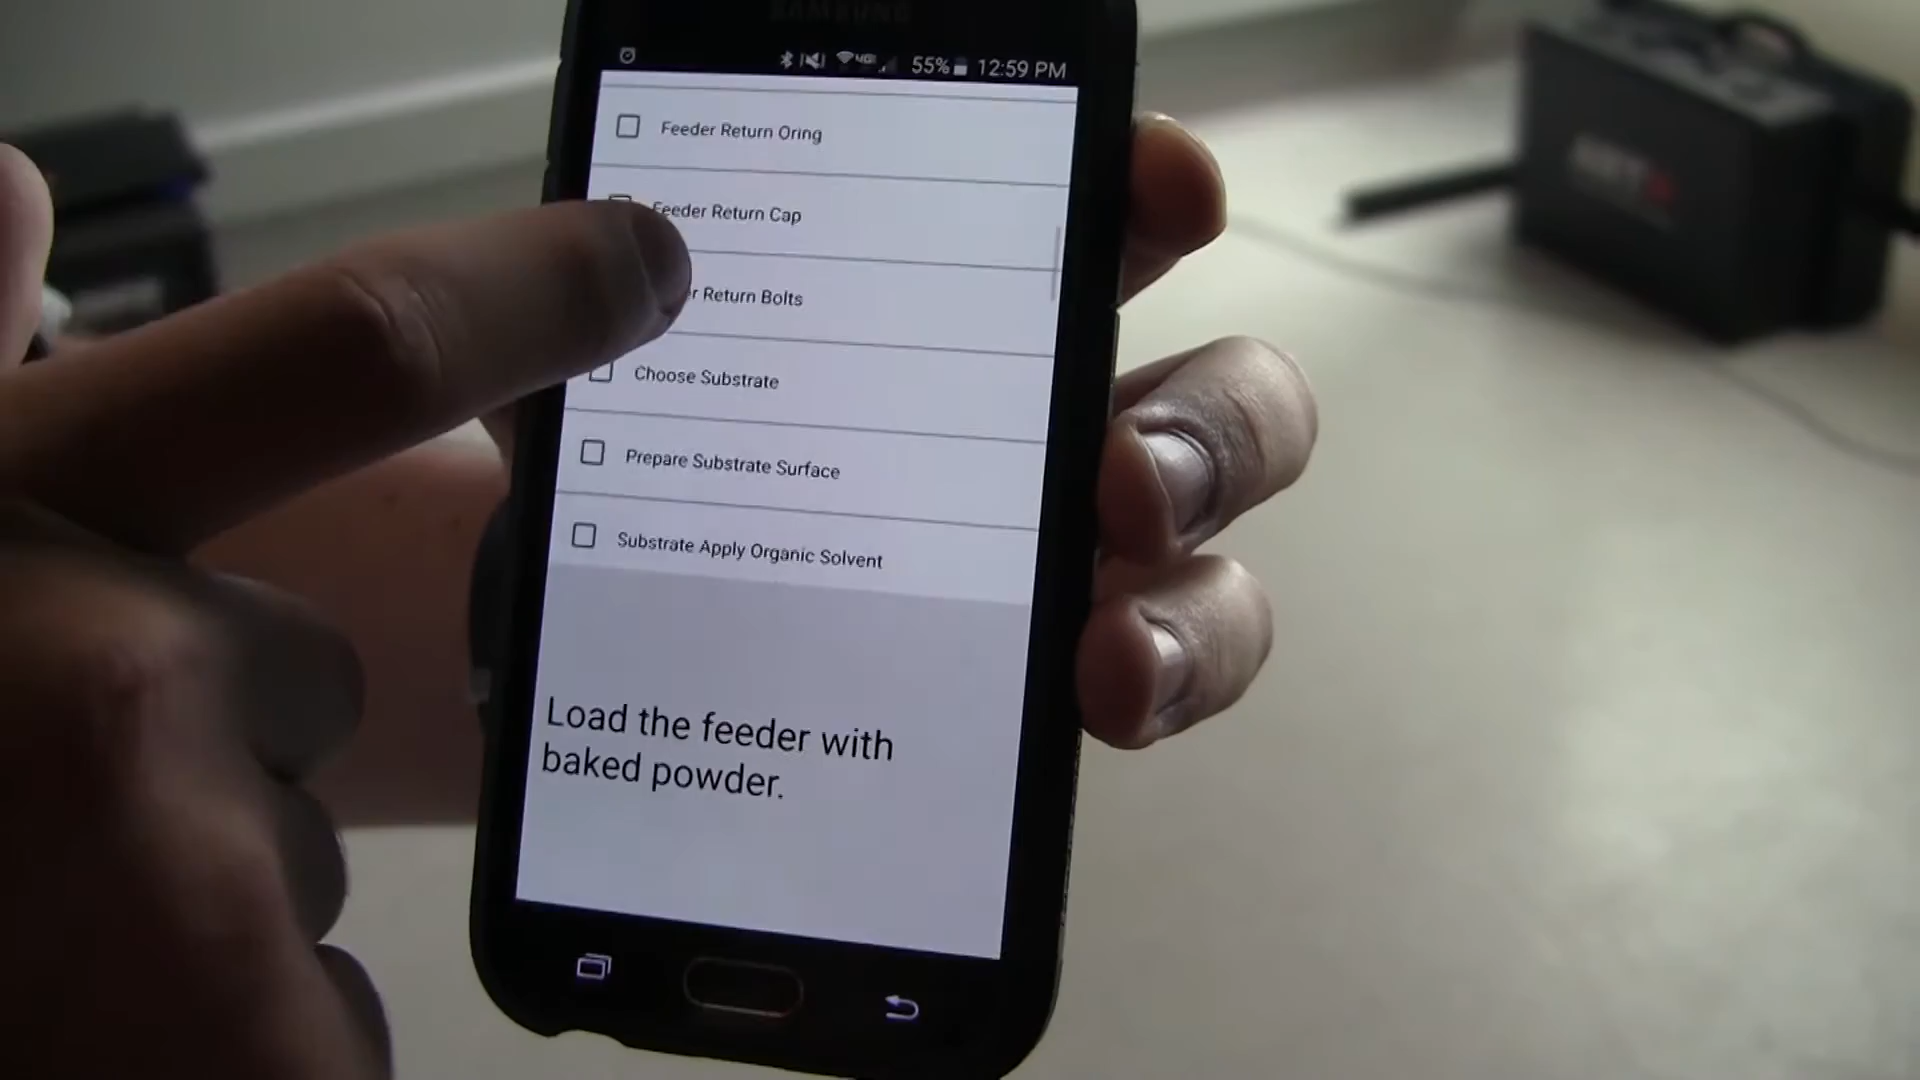 SAMSUNG
55% 12:59 PM
Feeder Return Oring
Feeder Return Cap
r Return Bolts
Choose Substrate
Prepare Substrate Surface
Substrate Apply Organic Solvent
Load the feeder with
baked powder.